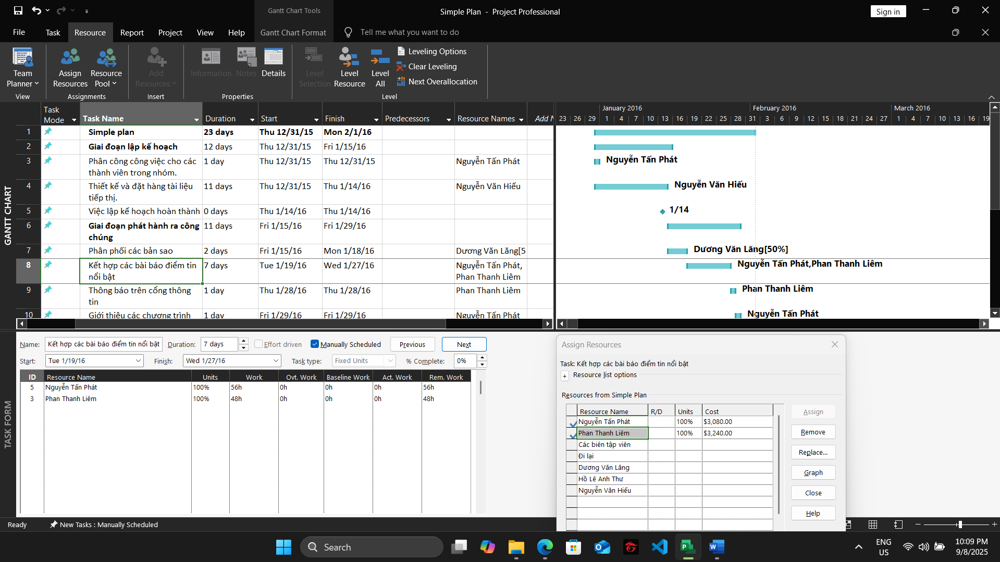 Gantt Chart Tools
Simple Plan - Project Professional
Sign in
File Task Resource Report Project View Help Gantt Chart Format Tell me what you want to do
Team Planner
Assign Resources
Resource Pool
Add Resources
Information
Notes
Details
Level Selection
Level Resource
Level All
Leveling Options
Clear Leveling
Next Overallocation
View Assignments Insert Properties Level
GANTT CHART
Task Mode Task Name Duration Start Finish Predecessors Resource Names Add N
1 Simple plan 23 days Thu 12/31/15 Mon 2/1/16
2 Giai đoạn lập kế hoạch 12 days Thu 12/31/15 Fri 1/15/16
3 Phân công công việc cho các thành viên trong nhóm. 1 day Thu 12/31/15 Thu 12/31/15 Nguyễn Tấn Phát
4 Thiết kế và đặt hàng tài liệu tiếp thị. 11 days Thu 12/31/15 Thu 1/14/16 Nguyễn Văn Hiếu
5 Việc lập kế hoạch hoàn thành 0 days Thu 1/14/16 Thu 1/14/16
6 Giai đoạn phát hành ra công chúng 11 days Fri 1/15/16 Fri 1/29/16
7 Phân phối các bản sao 2 days Fri 1/15/16 Mon 1/18/16 Dương Văn Lăng[5
8 Kết hợp các bài báo điểm tin nổi bật 7 days Tue 1/19/16 Wed 1/27/16 Nguyễn Tấn Phát, Phan Thanh Liêm
9 Thông báo trên cổng thông tin 1 day Thu 1/28/16 Thu 1/28/16 Phan Thanh Liêm
10 Giới thiệu các chương trình 1 day Fri 1/29/16 Fri 1/29/16 Nguyễn Tấn Phát
January 2016 February 2016 March 2016
23 26 29 1 4 7 10 13 16 19 22 25 28 31 3 6 9 12 15 18 21 24 27 1 4 7 10 13 16 19
Nguyễn Tấn Phát
Nguyễn Văn Hiếu
1/14
Dương Văn Lăng[50%]
Nguyễn Tấn Phát,Phan Thanh Liêm
Phan Thanh Liêm
Nguyễn Tấn Phát
TASK FORM
Name: Kết hợp các bài báo điểm tin nổi bật Duration: 7 days Effort driven Manually Scheduled Previous Next
Start: Tue 1/19/16 Finish: Wed 1/27/16 Task type: Fixed Units % Complete: 0%
ID Resource Name Units Work Ovt. Work Baseline Work Act. Work Rem. Work
5 Nguyễn Tấn Phát 100% 56h 0h 0h 0h 56h
3 Phan Thanh Liêm 100% 48h 0h 0h 0h 48h
Assign Resources
Task: Kết hợp các bài báo điểm tin nổi bật
+ Resource list options
Resources from Simple Plan
Resource Name R/D Units Cost
Nguyễn Tấn Phát 100% $3,080.00
Phan Thanh Liêm 100% $3,240.00
Các biên tập viên
Đi lại
Dương Văn Lăng
Hồ Lê Anh Thư
Nguyễn Văn Hiếu
Assign
Remove
Replace...
Graph
Close
Help
Ready New Tasks : Manually Scheduled
Search
ENG US
10:09 PM
9/8/2025